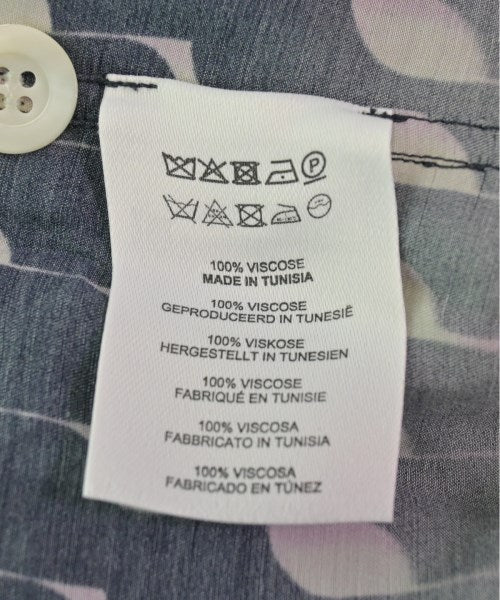 P
100% VISCOSE
MADE IN TUNISIA
100% VISCOSE
GEPRODUCEERD IN TUNESIË
100% VISKOSE
HERGESTELLT IN TUNESIEN
100% VISCOSE
FABRIQUÉ EN TUNISIE
100% VISCOSA
FABBRICATO IN TUNISIA
100% VISCOSA
FABRICADO EN TÚNEZ